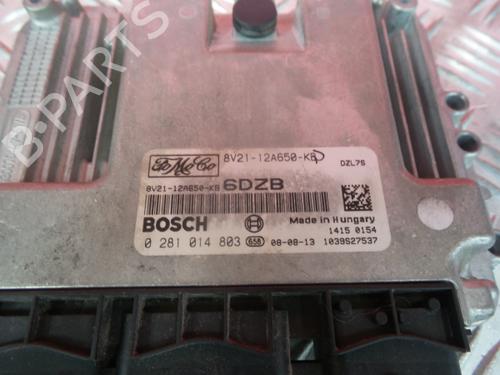 FoMoCo
8V21-12A650-KB
DZL7S
8V21-12A650-KB 6DZB
BOSCH
Made in Hungary
1415 0154
0 281 014 803 658 08-08-13 1039S27537
B-PARTS